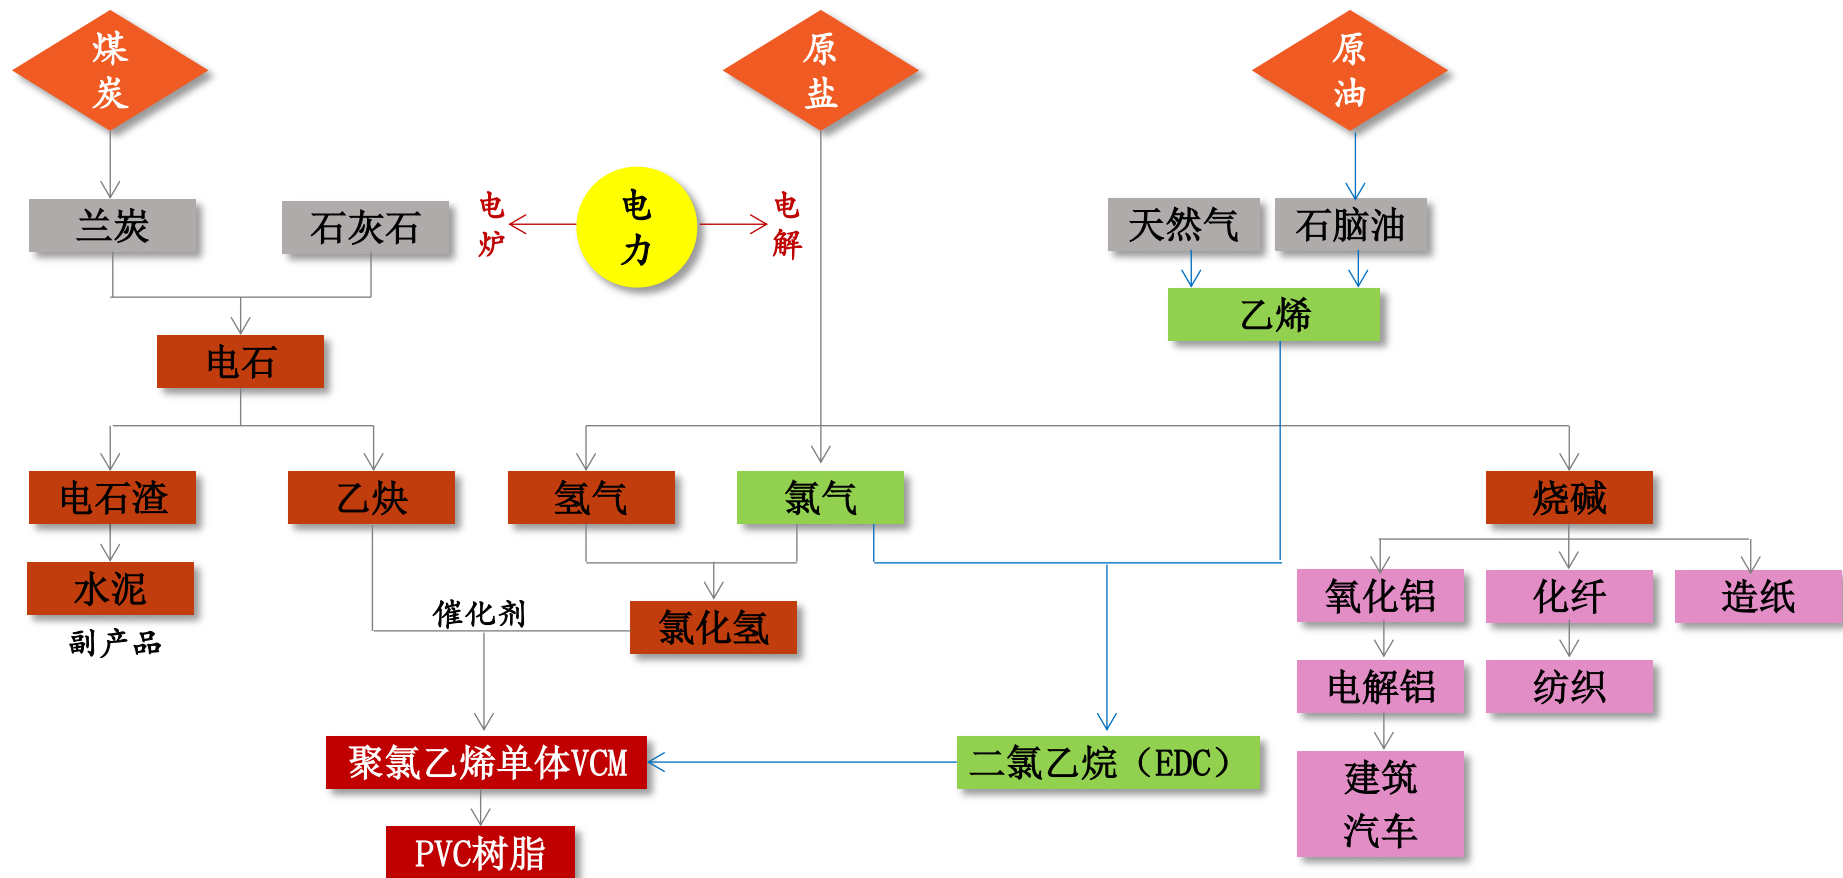 煤
炭
原
盐
原
油
兰炭
石灰石
电
炉
电
力
电
解
天然气
石脑油
乙烯
电石
电石渣
乙炔
氢气
氯气
烧碱
水泥
副产品
催化剂
氯化氢
氧化铝
化纤
造纸
电解铝
纺织
聚氯乙烯单体VCM
二氯乙烷（EDC）
建筑
汽车
PVC树脂